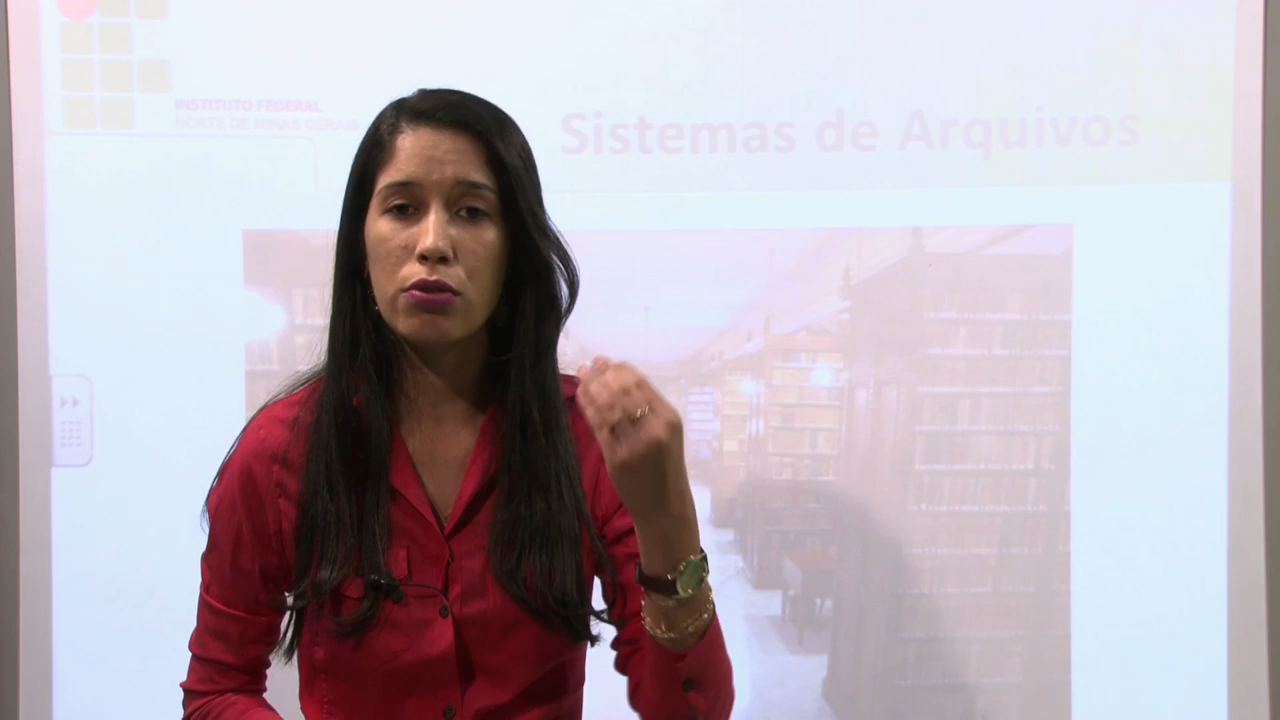 INSTITUTO FEDERAL
NORTE DE MINAS GERAIS
Sistemas de Arquivos